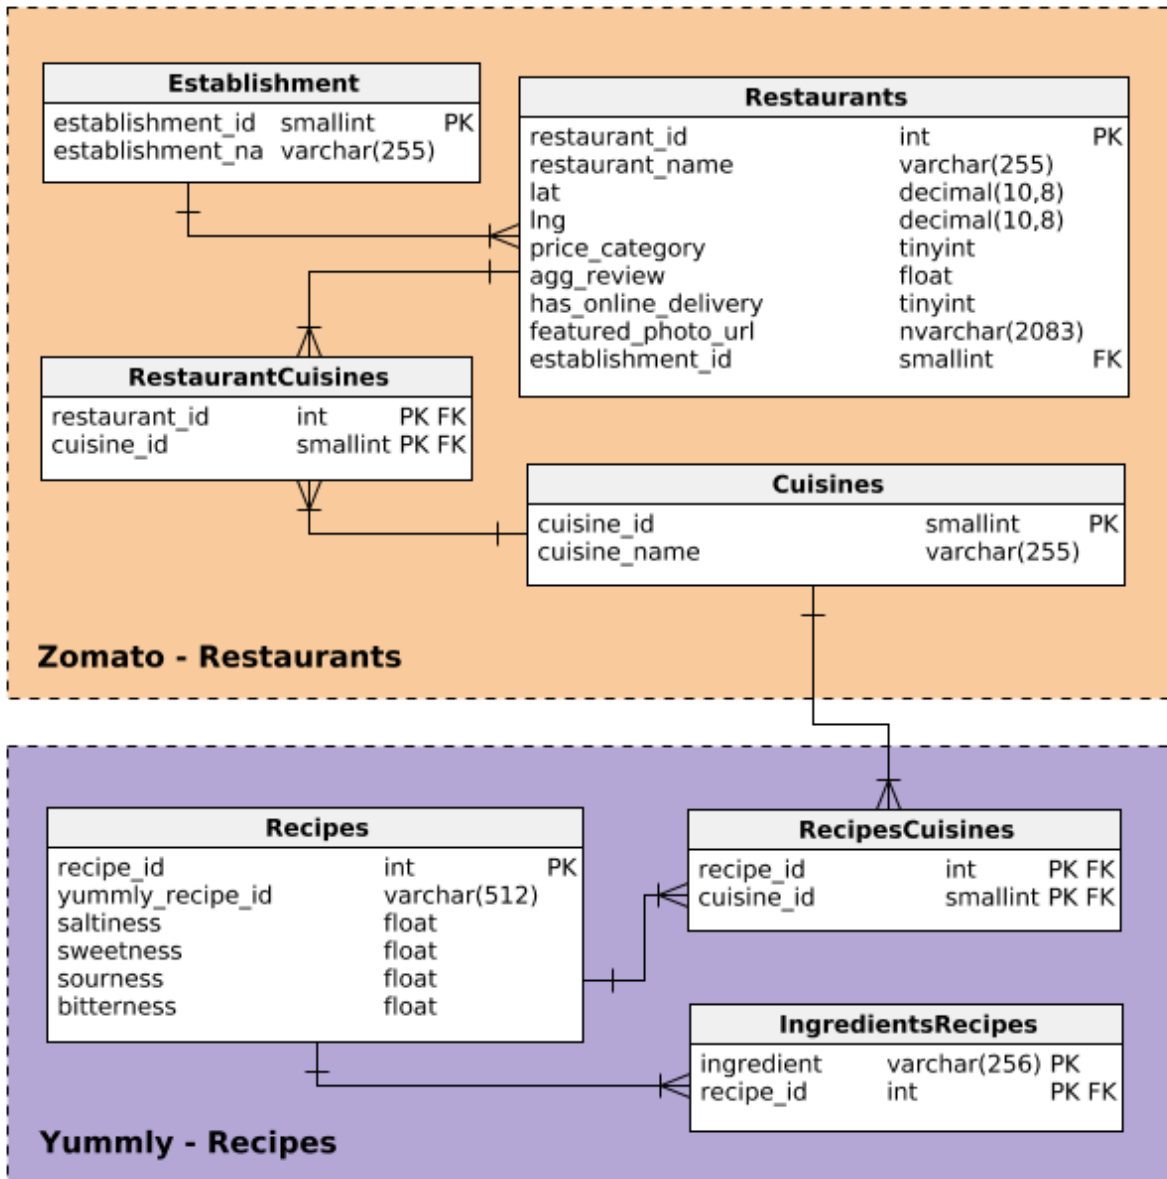 Establishment
establishment_id smallint PK
establishment_na varchar(255)
Restaurants
restaurant_id int PK
restaurant_name varchar(255)
lat decimal(10,8)
lng decimal(10,8)
price_category tinyint
agg_review float
has_online_delivery tinyint
featured_photo_url nvarchar(2083)
establishment_id smallint FK
RestaurantCuisines
restaurant_id int PK FK
cuisine_id smallint PK FK
Cuisines
cuisine_id smallint PK
cuisine_name varchar(255)
Zomato - Restaurants
Recipes
recipe_id int PK
yummly_recipe_id varchar(512)
saltiness float
sweetness float
sourness float
bitterness float
RecipesCuisines
recipe_id int PK FK
cuisine_id smallint PK FK
IngredientsRecipes
ingredient varchar(256) PK
recipe_id int PK FK
Yummly - Recipes